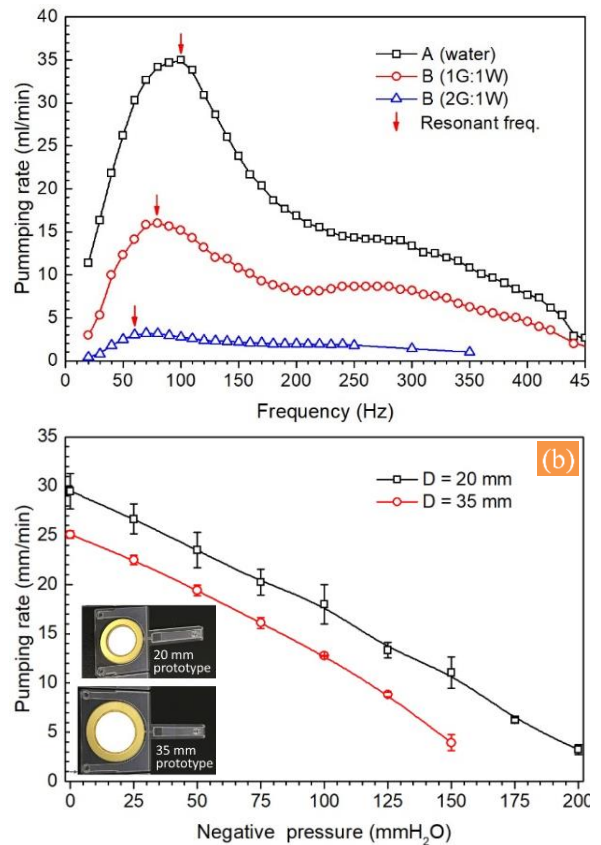 40
35
30
25
20
15
10
5
0
Pummping rate (ml/min)
A (water)
B (1G:1W)
B (2G:1W)
Resonant freq.
0 50 100 150 200 250 300 350 400 45
Frequency (Hz)
35
30
25
20
15
10
5
0
Pumping rate (mm/min)
(b)
D = 20 mm
D = 35 mm
20 mm
prototype
35 mm
prototype
0 25 50 75 100 125 150 175 200
Negative pressure (mmH₂O)